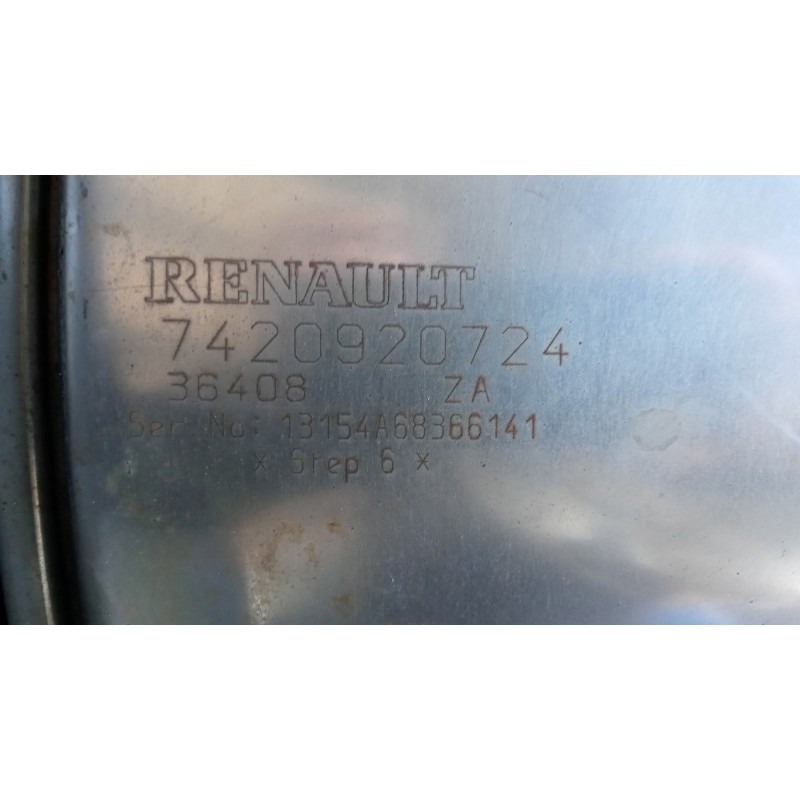 RENAULT
7420920724
36408 ZA
Ser No: 13154A68366141
* Step 6 *